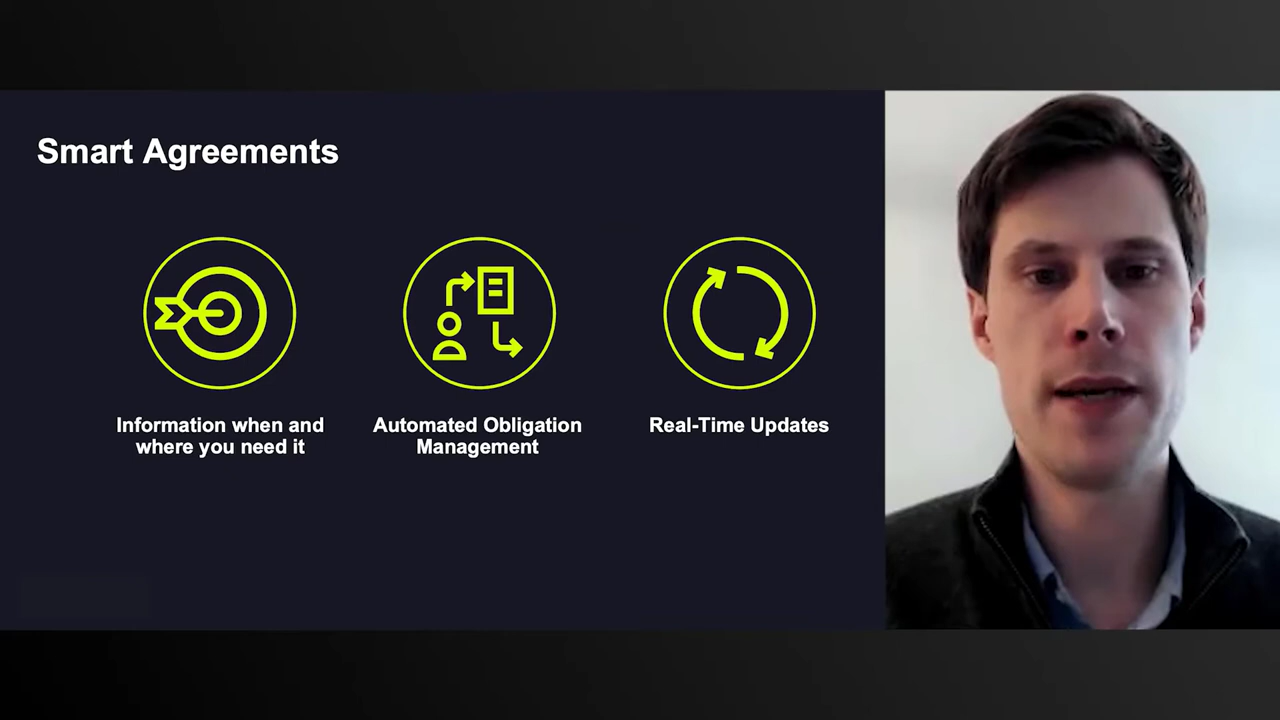 Smart Agreements
Information when and
where you need it
Automated Obligation
Management
Real-Time Updates